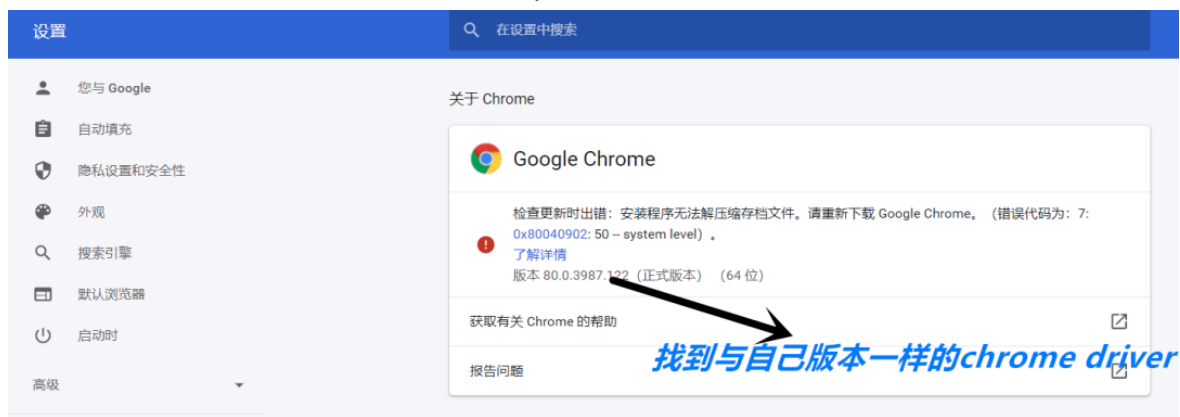 设置
在设置中搜索
您与 Google
自动填充
隐私设置和安全性
外观
搜索引擎
默认浏览器
启动时
高级
关于 Chrome
Google Chrome
检查更新时出错：安装程序无法解压缩存档文件。请重新下载 Google Chrome。（错误代码为：7:
0x80040902: 50 -- system level）。
了解详情
版本 80.0.3987.122（正式版本）（64 位）
获取有关 Chrome 的帮助
找到与自己版本一样的chrome driver
报告问题